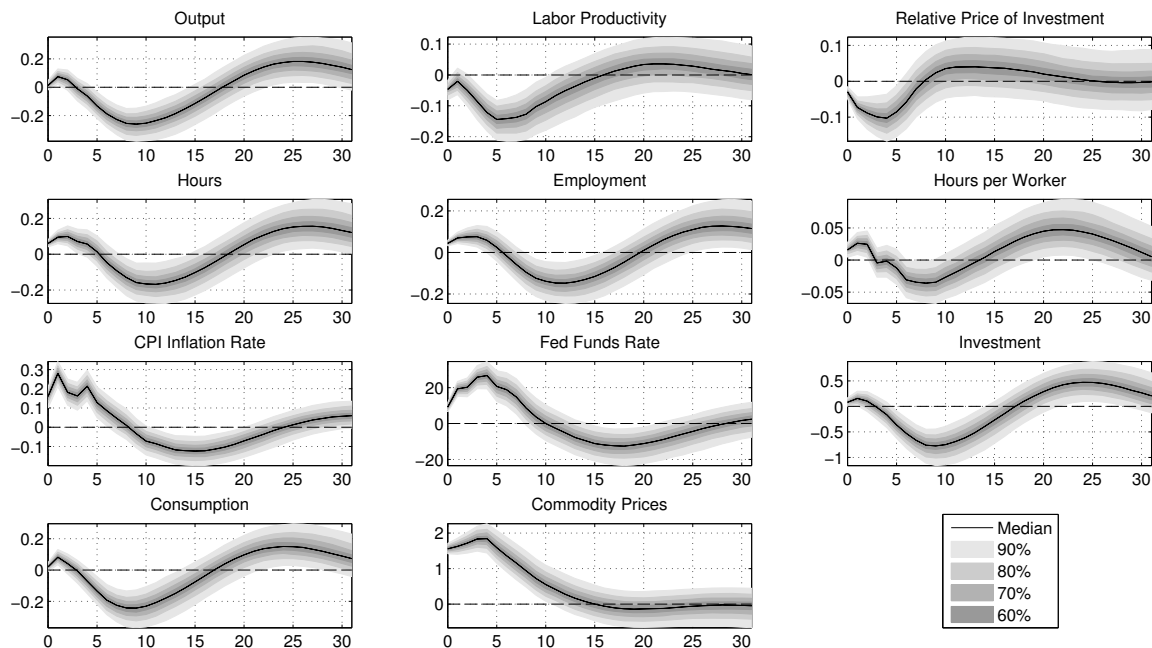 Output
0.2
0
−0.2
0 5 10 15 20 25 30
Labor Productivity
0.1
0
−0.1
−0.2
0 5 10 15 20 25 30
Relative Price of Investment
0.1
0
−0.1
0 5 10 15 20 25 30
Hours
0.2
0
−0.2
0 5 10 15 20 25 30
Employment
0.2
0
−0.2
0 5 10 15 20 25 30
Hours per Worker
0.05
0
−0.05
0 5 10 15 20 25 30
CPI Inflation Rate
0.3
0.2
0.1
0
−0.1
0 5 10 15 20 25 30
Fed Funds Rate
20
0
−20
0 5 10 15 20 25 30
Investment
0.5
0
−0.5
−1
0 5 10 15 20 25 30
Consumption
0.2
0
−0.2
0 5 10 15 20 25 30
Commodity Prices
2
1
0
0 5 10 15 20 25 30
Median
90%
80%
70%
60%